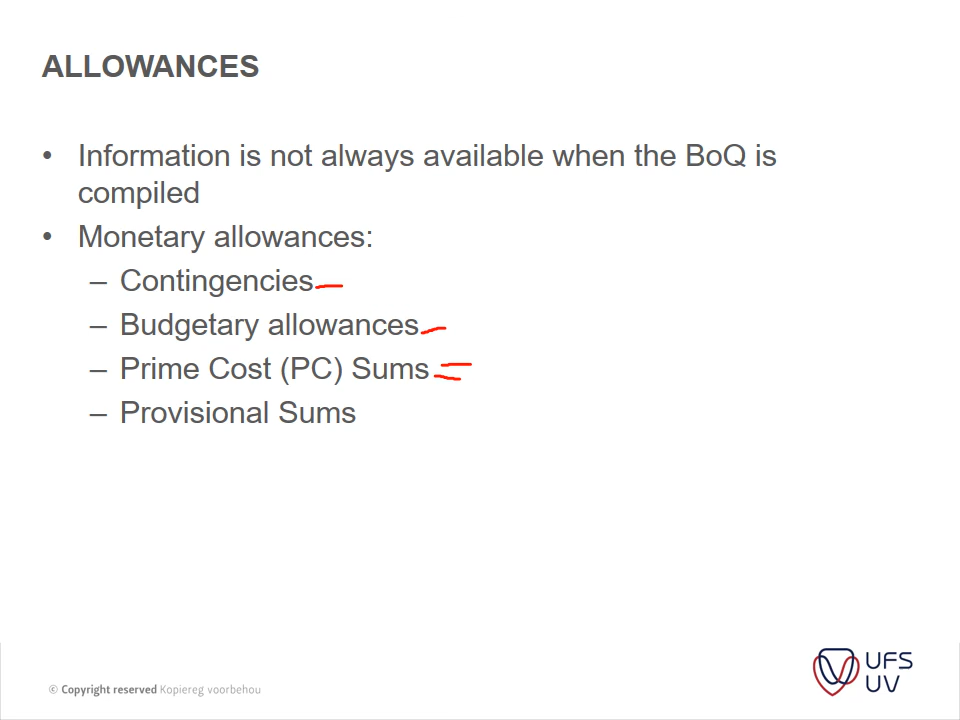 ALLOWANCES
• Information is not always available when the BoQ is
compiled
• Monetary allowances:
– Contingencies
– Budgetary allowances
– Prime Cost (PC) Sums
– Provisional Sums
© Copyright reserved Kopiereg voorbehou
UFS
UV